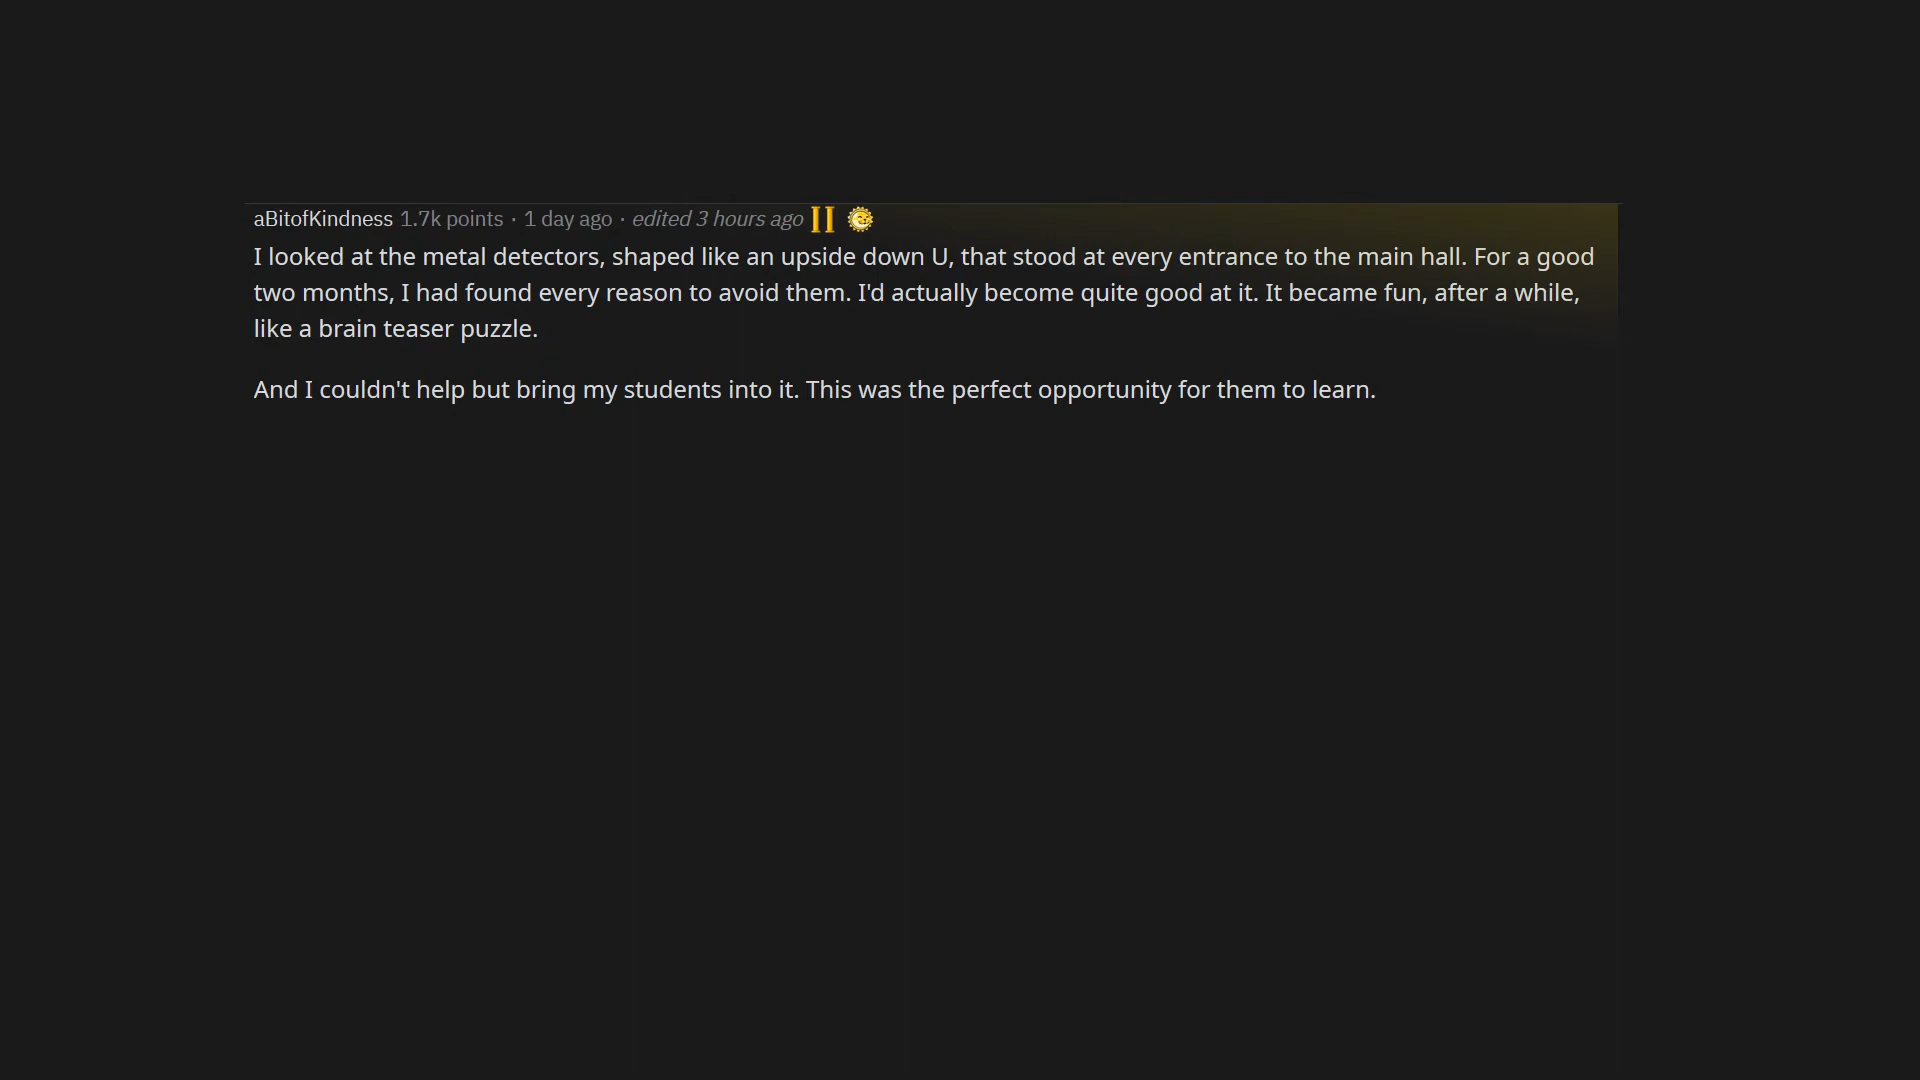 aBitofKindness 1.7k points · 1 day ago · edited 3 hours ago
I looked at the metal detectors, shaped like an upside down U, that stood at every entrance to the main hall. For a good
two months, I had found every reason to avoid them. I'd actually become quite good at it. It became fun, after a while,
like a brain teaser puzzle.
And I couldn't help but bring my students into it. This was the perfect opportunity for them to learn.